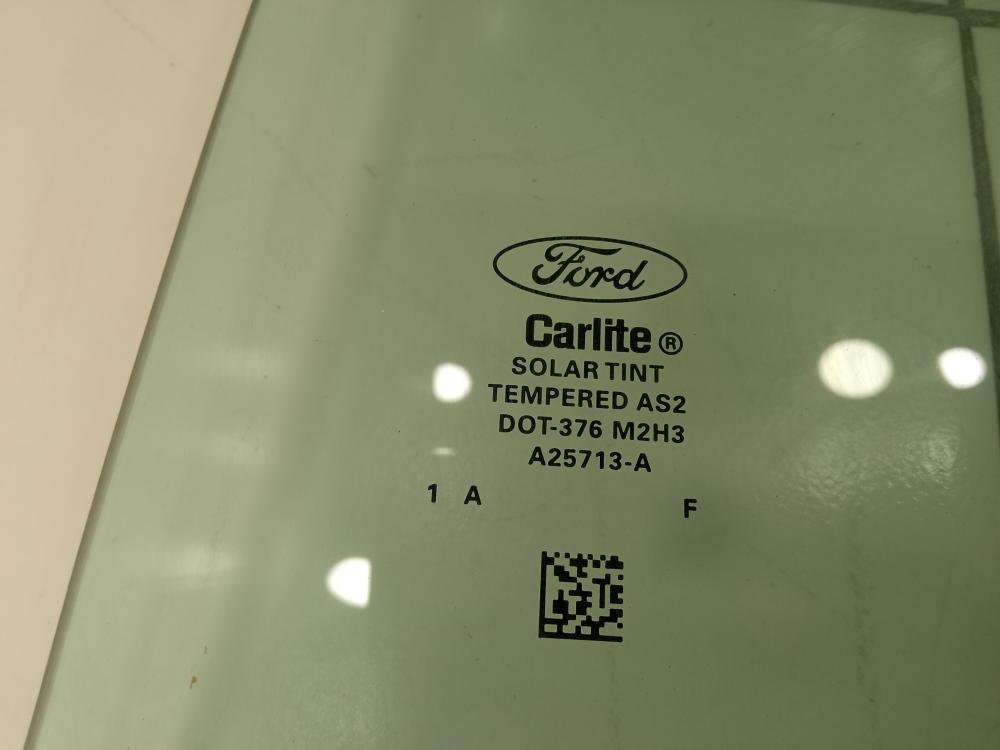 Ford
Carlite®
SOLAR TINT
TEMPERED AS2
DOT-376 M2H3
A25713-A
1 A F